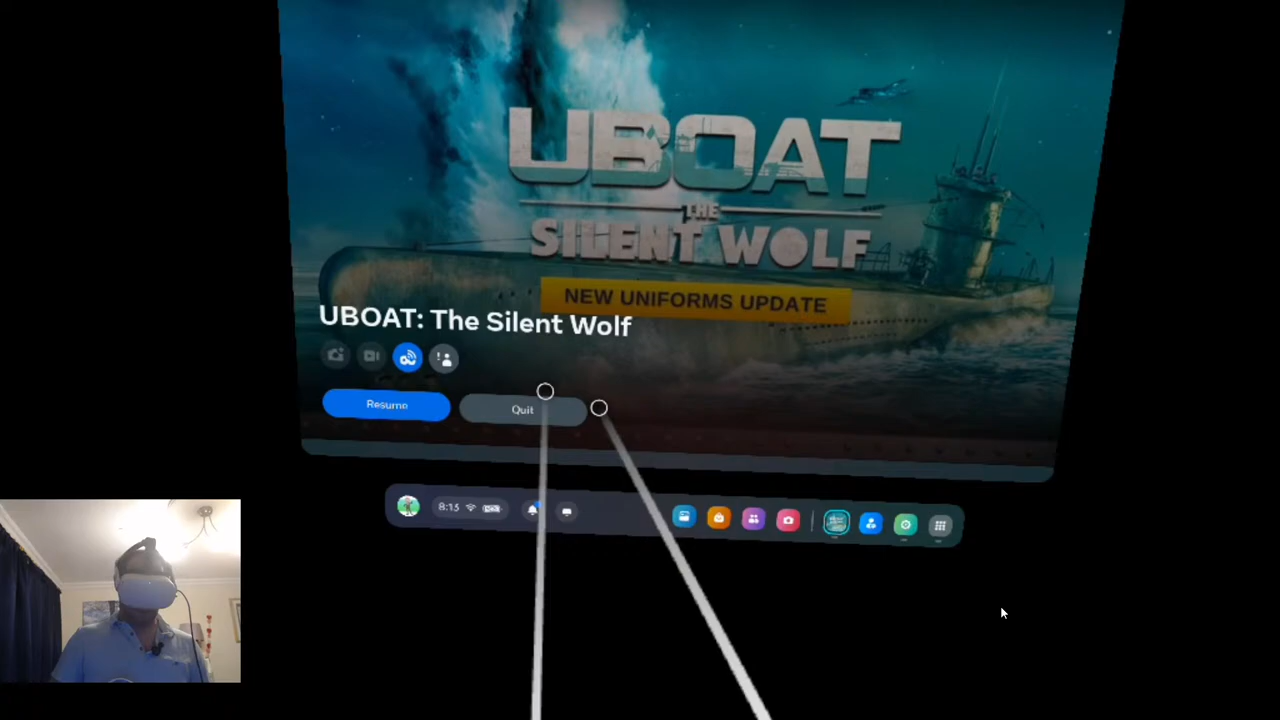 UBOAT
THE
SILENT WOLF
NEW UNIFORMS UPDATE
UBOAT: The Silent Wolf
Resume
Quit
8:15